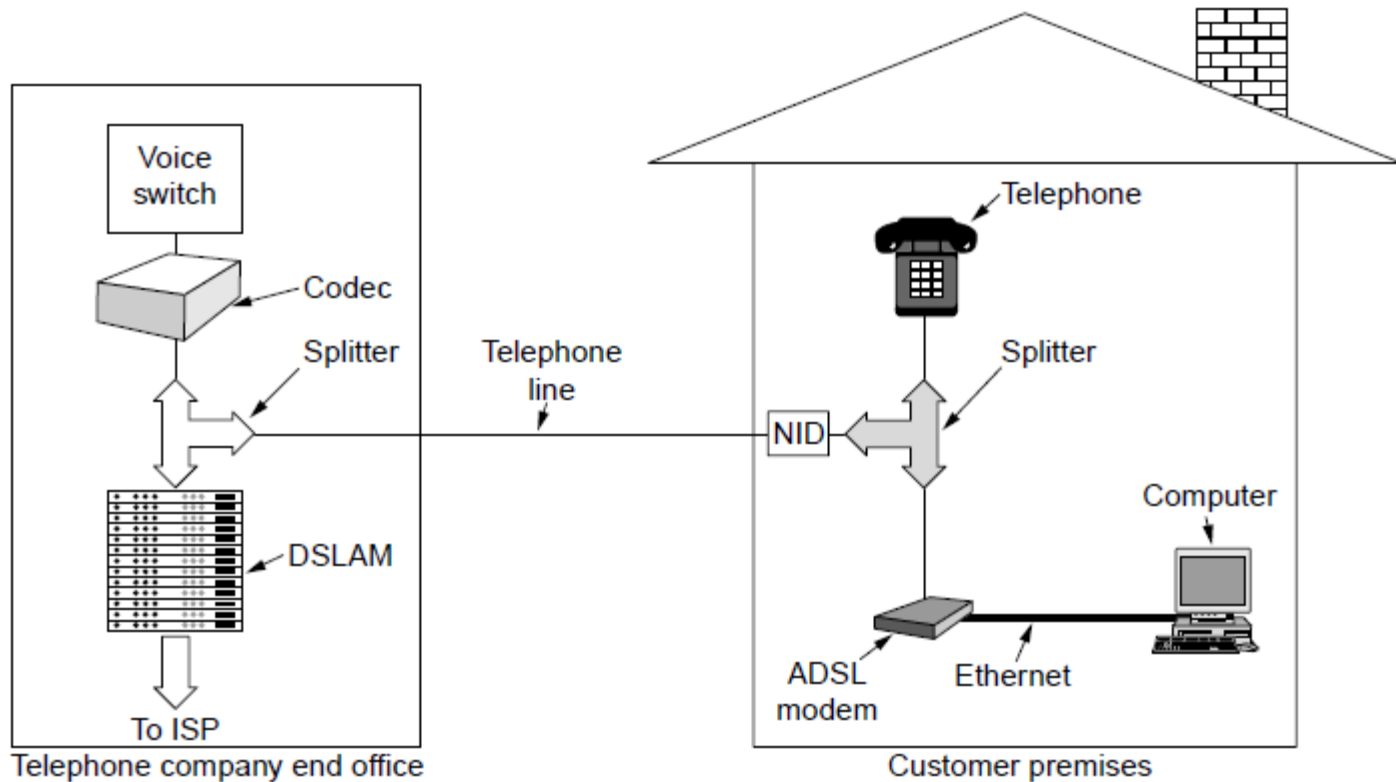 Voice
switch
Codec
Splitter
DSLAM
To ISP
Telephone company end office
Telephone
line
Telephone
Splitter
NID
Computer
ADSL
modem
Ethernet
Customer premises